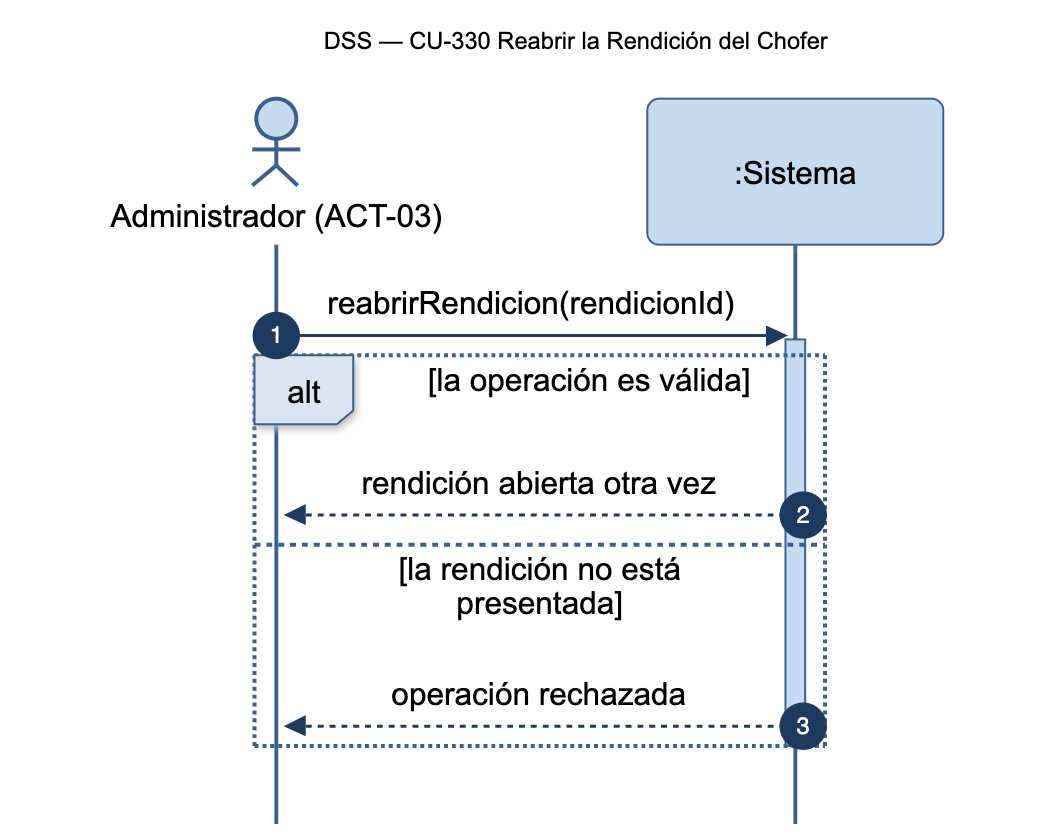 DSS — CU-330 Reabrir la Rendición del Chofer
:Sistema
Administrador (ACT-03)
reabrirRendicion(rendicionId)
1
alt
[la operación es válida]
rendición abierta otra vez
2
[la rendición no está
presentada]
operación rechazada
3